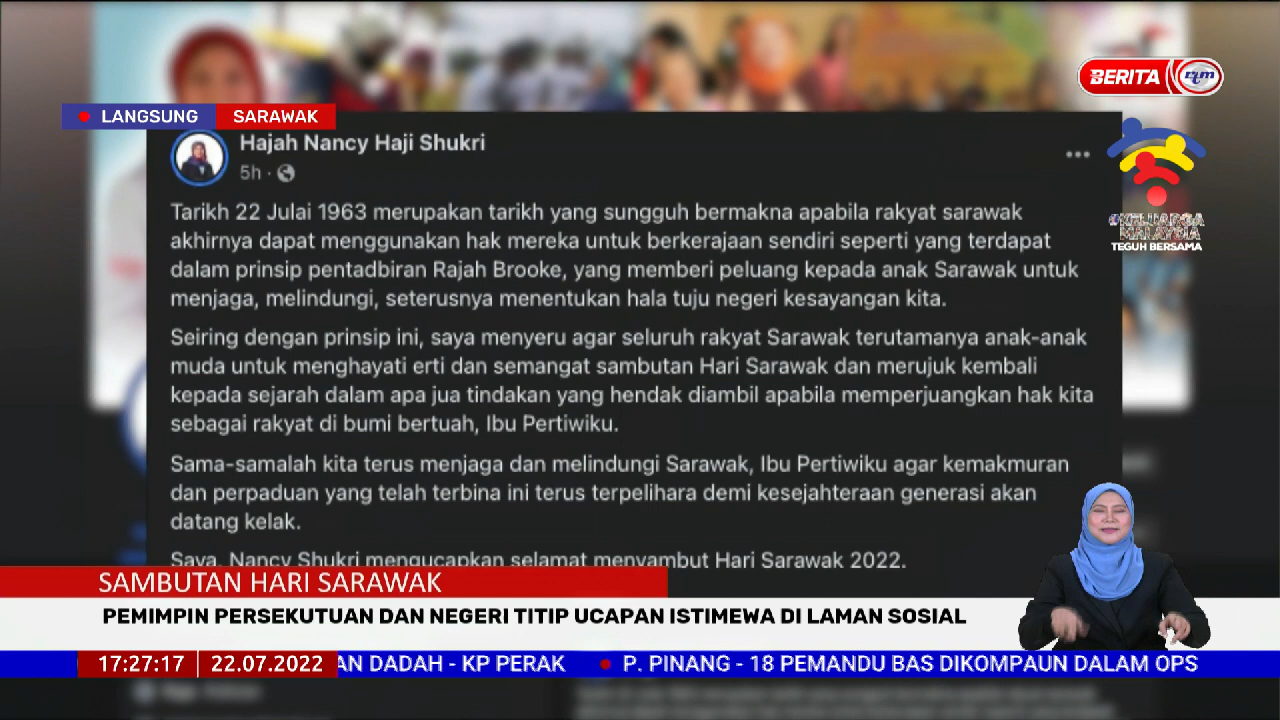 BERITA rtm
LANGSUNG SARAWAK
#KELUARGA
MALAYSIA
TEGUH BERSAMA
Hajah Nancy Haji Shukri
5h ·
Tarikh 22 Julai 1963 merupakan tarikh yang sungguh bermakna apabila rakyat sarawak
akhirnya dapat menggunakan hak mereka untuk berkerajaan sendiri seperti yang terdapat
dalam prinsip pentadbiran Rajah Brooke, yang memberi peluang kepada anak Sarawak untuk
menjaga, melindungi, seterusnya menentukan hala tuju negeri kesayangan kita.
Seiring dengan prinsip ini, saya menyeru agar seluruh rakyat Sarawak terutamanya anak-anak
muda untuk menghayati erti dan semangat sambutan Hari Sarawak dan merujuk kembali
kepada sejarah dalam apa jua tindakan yang hendak diambil apabila memperjuangkan hak kita
sebagai rakyat di bumi bertuah, Ibu Pertiwiku.
Sama-samalah kita terus menjaga dan melindungi Sarawak, Ibu Pertiwiku agar kemakmuran
dan perpaduan yang telah terbina ini terus terpelihara demi kesejahteraan generasi akan
datang kelak.
Saya, Nancy Shukri mengucapkan selamat menyambut Hari Sarawak 2022.
SAMBUTAN HARI SARAWAK
PEMIMPIN PERSEKUTUAN DAN NEGERI TITIP UCAPAN ISTIMEWA DI LAMAN SOSIAL
17:27:17 22.07.2022 AN DADAH - KP PERAK • P. PINANG - 18 PEMANDU BAS DIKOMPAUN DALAM OPS